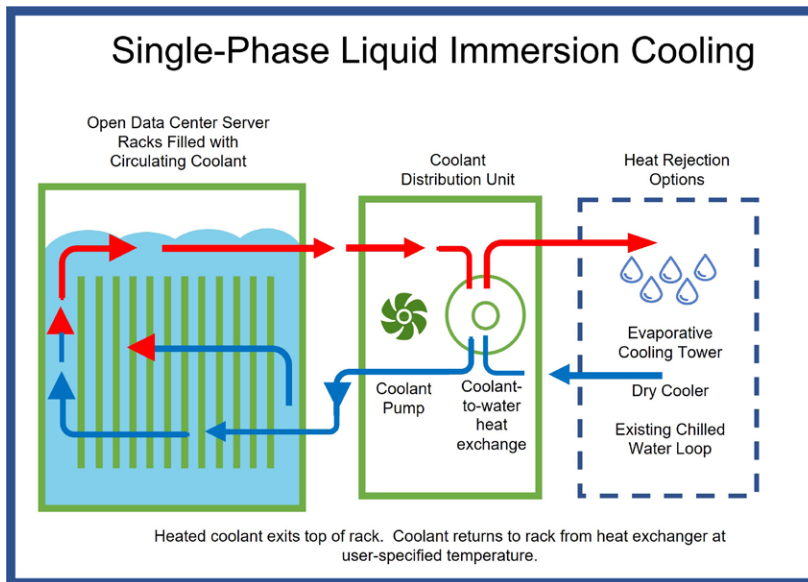 Single-Phase Liquid Immersion Cooling
Open Data Center Server
Racks Filled with
Circulating Coolant
Coolant
Distribution Unit
Heat Rejection
Options
Coolant
Pump
Coolant-
to-water
heat
exchange
Evaporative
Cooling Tower
Dry Cooler
Existing Chilled
Water Loop
Heated coolant exits top of rack.  Coolant returns to rack from heat exchanger at
user-specified temperature.